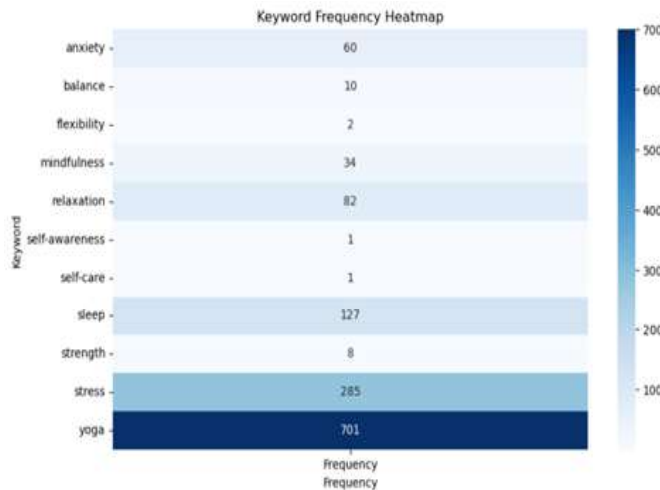 Keyword Frequency Heatmap
anxiety 60
balance 10
flexibility 2
mindfulness 34
relaxation 82
self-awareness 1
self-care 1
sleep 127
strength 8
stress 285
yoga 701
Keyword
Frequency
Frequency
700
600
500
400
300
200
100